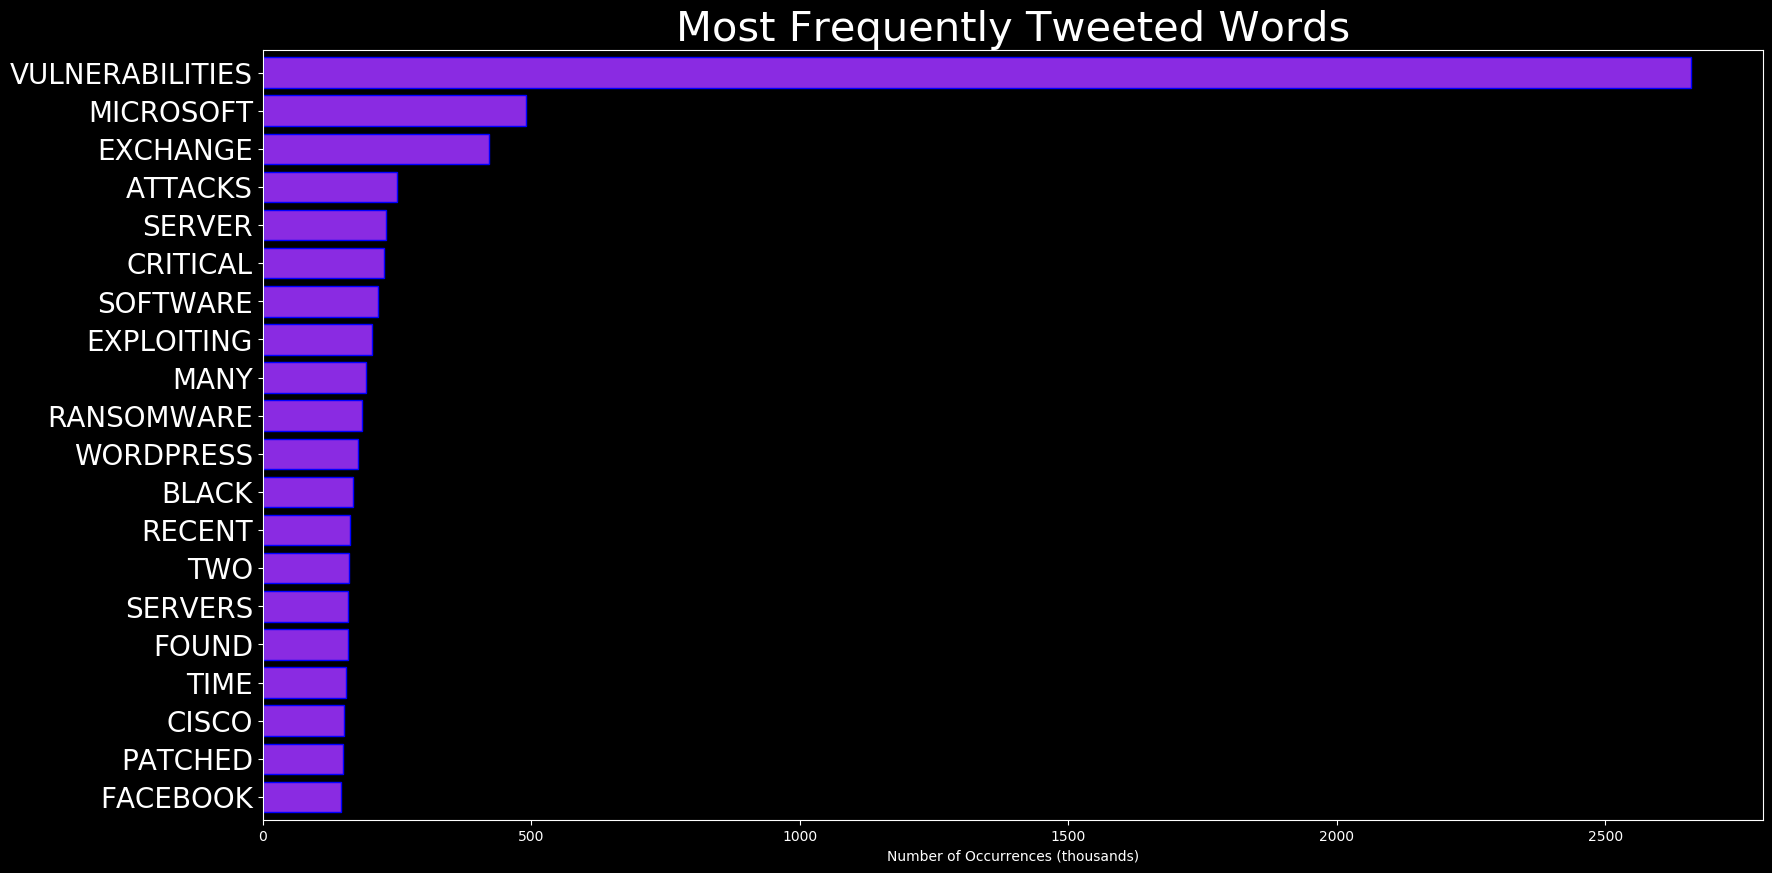 Most Frequently Tweeted Words
VULNERABILITIES
MICROSOFT
EXCHANGE
ATTACKS
SERVER
CRITICAL
SOFTWARE
EXPLOITING
MANY
RANSOMWARE
WORDPRESS
BLACK
RECENT
TWO
SERVERS
FOUND
TIME
CISCO
PATCHED
FACEBOOK
0 500 1000 1500 2000 2500
Number of Occurrences (thousands)